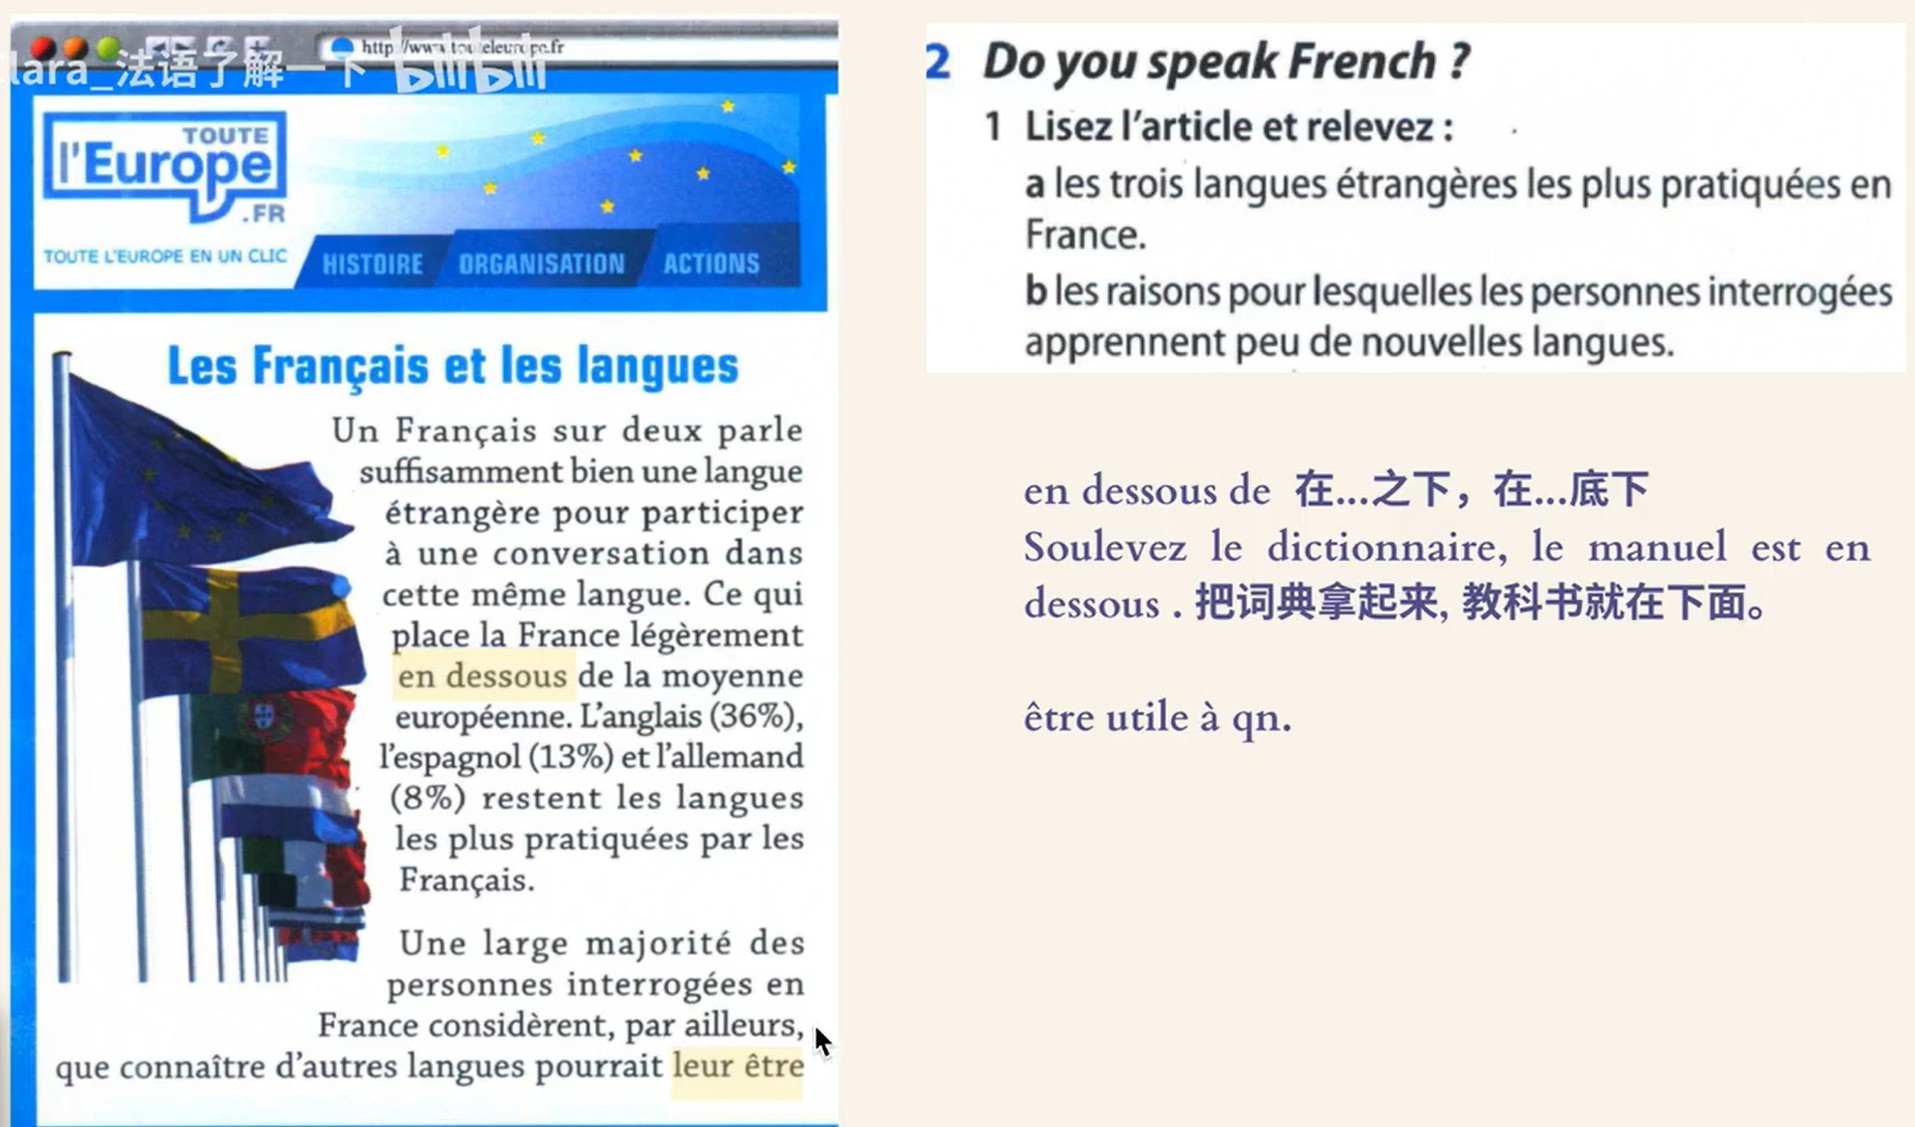 http://www.touteleurope.fr
lara_法语了解一下 bilibili
TOUTE
l'Europe
.FR
TOUTE L'EUROPE EN UN CLIC
HISTOIRE ORGANISATION ACTIONS
Les Français et les langues
Un Français sur deux parle
suffisamment bien une langue
étrangère pour participer
à une conversation dans
cette même langue. Ce qui
place la France légèrement
en dessous de la moyenne
européenne. L'anglais (36%),
l'espagnol (13%) et l'allemand
(8%) restent les langues
les plus pratiquées par les
Français.
Une large majorité des
personnes interrogées en
France considèrent, par ailleurs,
que connaître d'autres langues pourrait leur être
2 Do you speak French ?
1 Lisez l'article et relevez :
a les trois langues étrangères les plus pratiquées en
France.
b les raisons pour lesquelles les personnes interrogées
apprennent peu de nouvelles langues.
en dessous de 在...之下，在...底下
Soulevez le dictionnaire, le manuel est en
dessous . 把词典拿起来, 教科书就在下面。
être utile à qn.